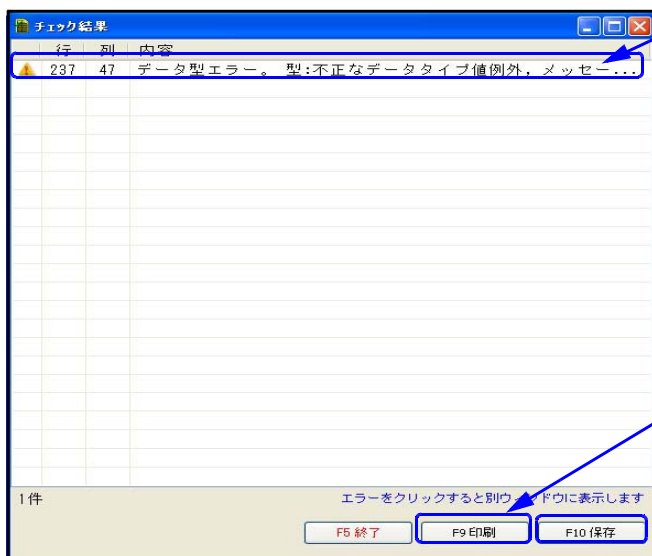 チェック結果
行 列 内容
237 47 データ型エラー。 型:不正なデータタイプ値例外, メッセー...
1件
エラーをクリックすると別ウィンドウに表示します
F5 終了 F9 印刷 F10 保存